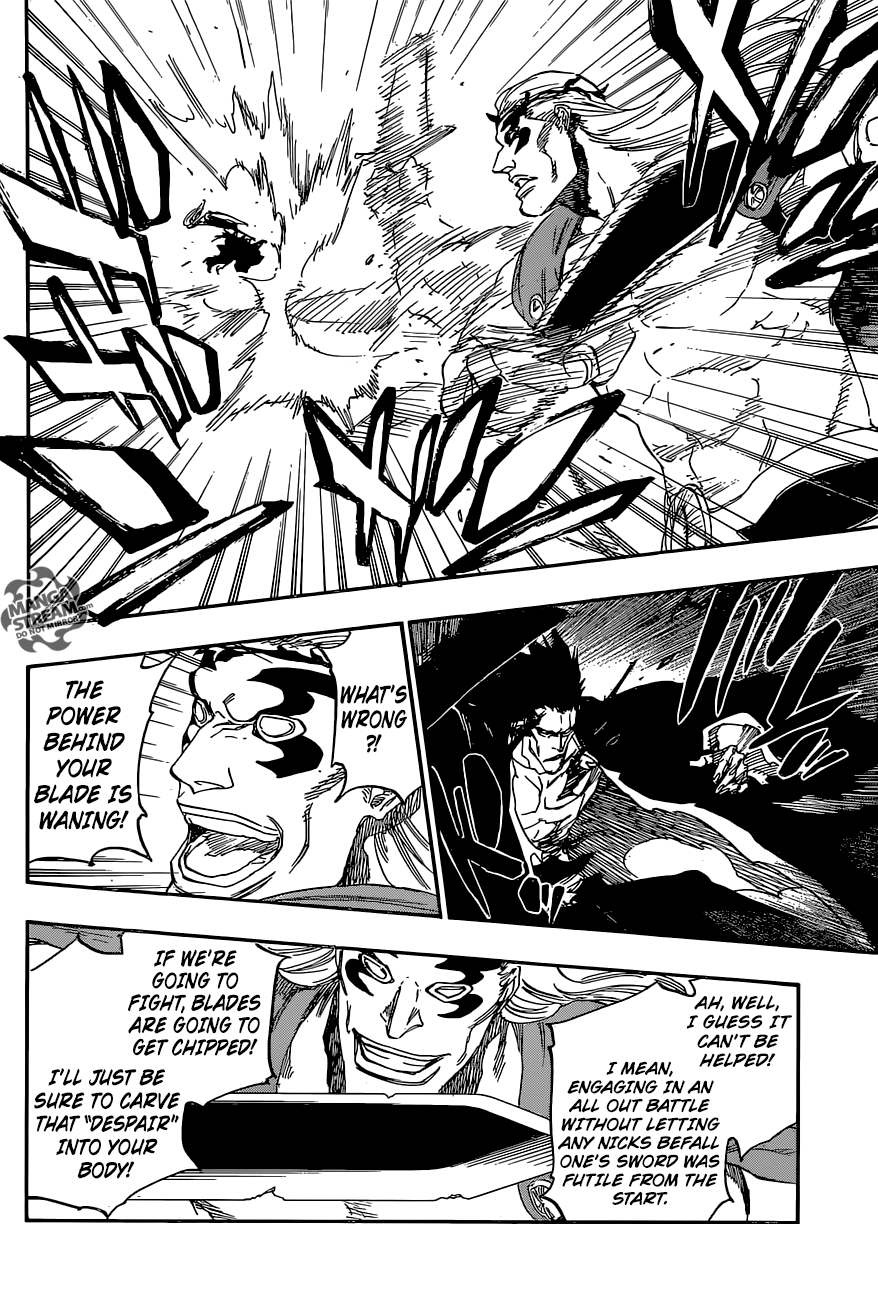 MANGA
STREAM.com
DO NOT MIRROR
WHAT'S
WRONG
?!
THE
POWER
BEHIND
YOUR
BLADE IS
WANING!
AH, WELL,
I GUESS IT
CAN'T BE
HELPED!
I MEAN,
ENGAGING IN AN
ALL OUT BATTLE
WITHOUT LETTING
ANY NICKS BEFALL
ONE'S SWORD WAS
FUTILE FROM THE
START.
IF WE'RE
GOING TO
FIGHT, BLADES
ARE GOING TO
GET CHIPPED!
I'LL JUST BE
SURE TO CARVE
THAT "DESPAIR"
INTO YOUR
BODY!